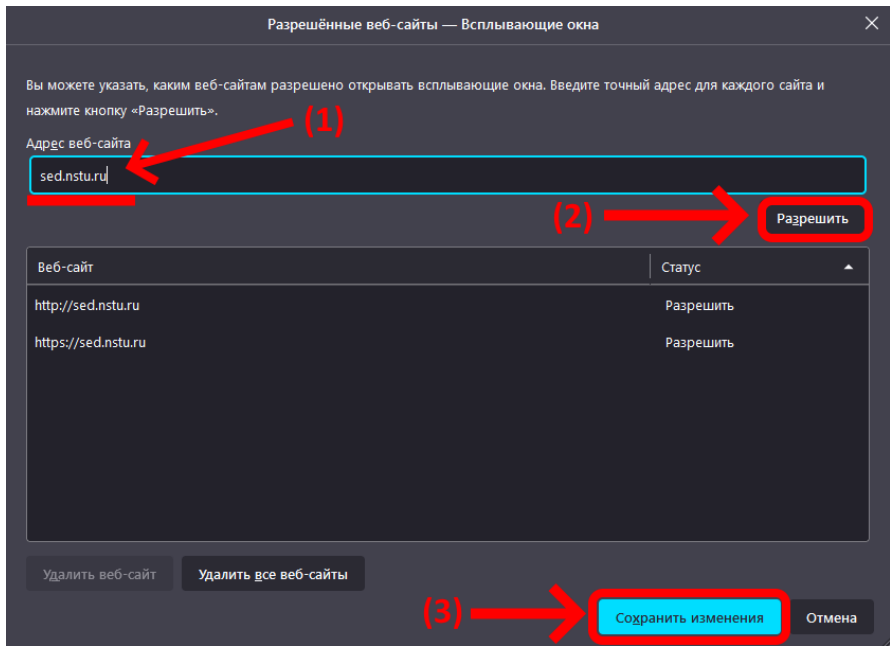 Разрешённые веб-сайты — Всплывающие окна
Вы можете указать, каким веб-сайтам разрешено открывать всплывающие окна. Введите точный адрес для каждого сайта и
нажмите кнопку «Разрешить».
(1)
Адрес веб-сайта
sed.nstu.ru
(2)
Разрешить
Веб-сайт Статус
http://sed.nstu.ru Разрешить
https://sed.nstu.ru Разрешить
Удалить веб-сайт Удалить все веб-сайты
(3)
Сохранить изменения Отмена